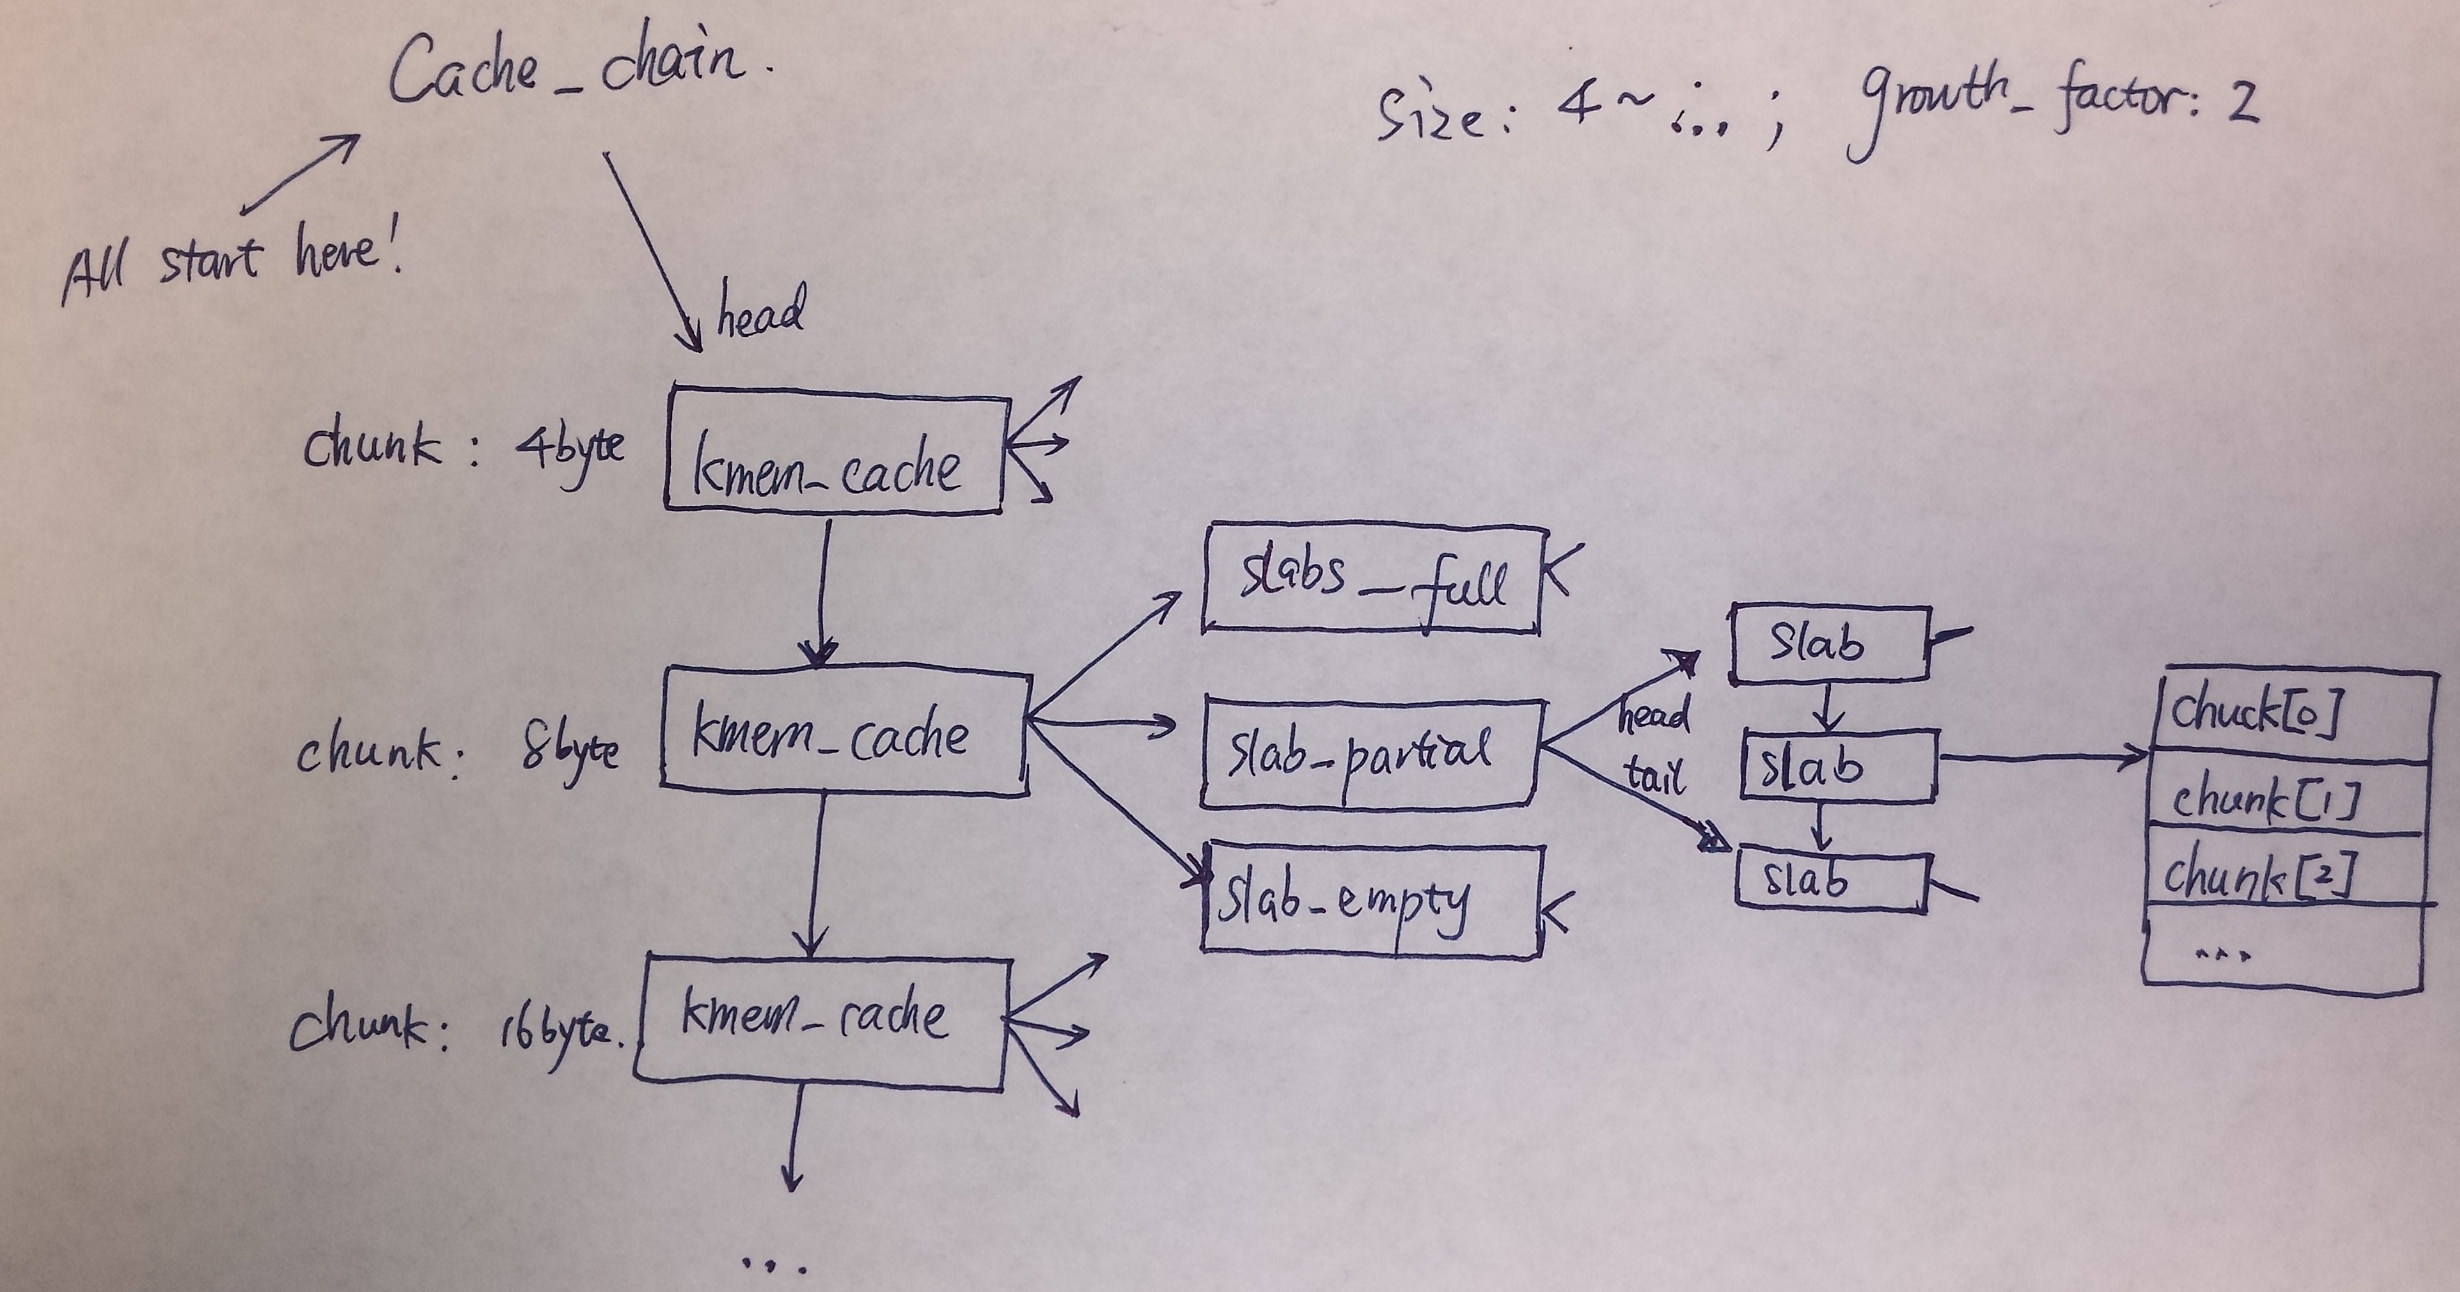 Cache_chain.
Size: 4 ~ ... ; growth_factor: 2
All start here!
head
chunk : 4byte
kmem_cache
slabs_full
slab
chunk: 8byte
kmem_cache
slab_partial
head
tail
slab
chuck[0]
chunk[1]
chunk[2]
...
slab_empty
slab
chunk: 16byte.
kmem_cache
...